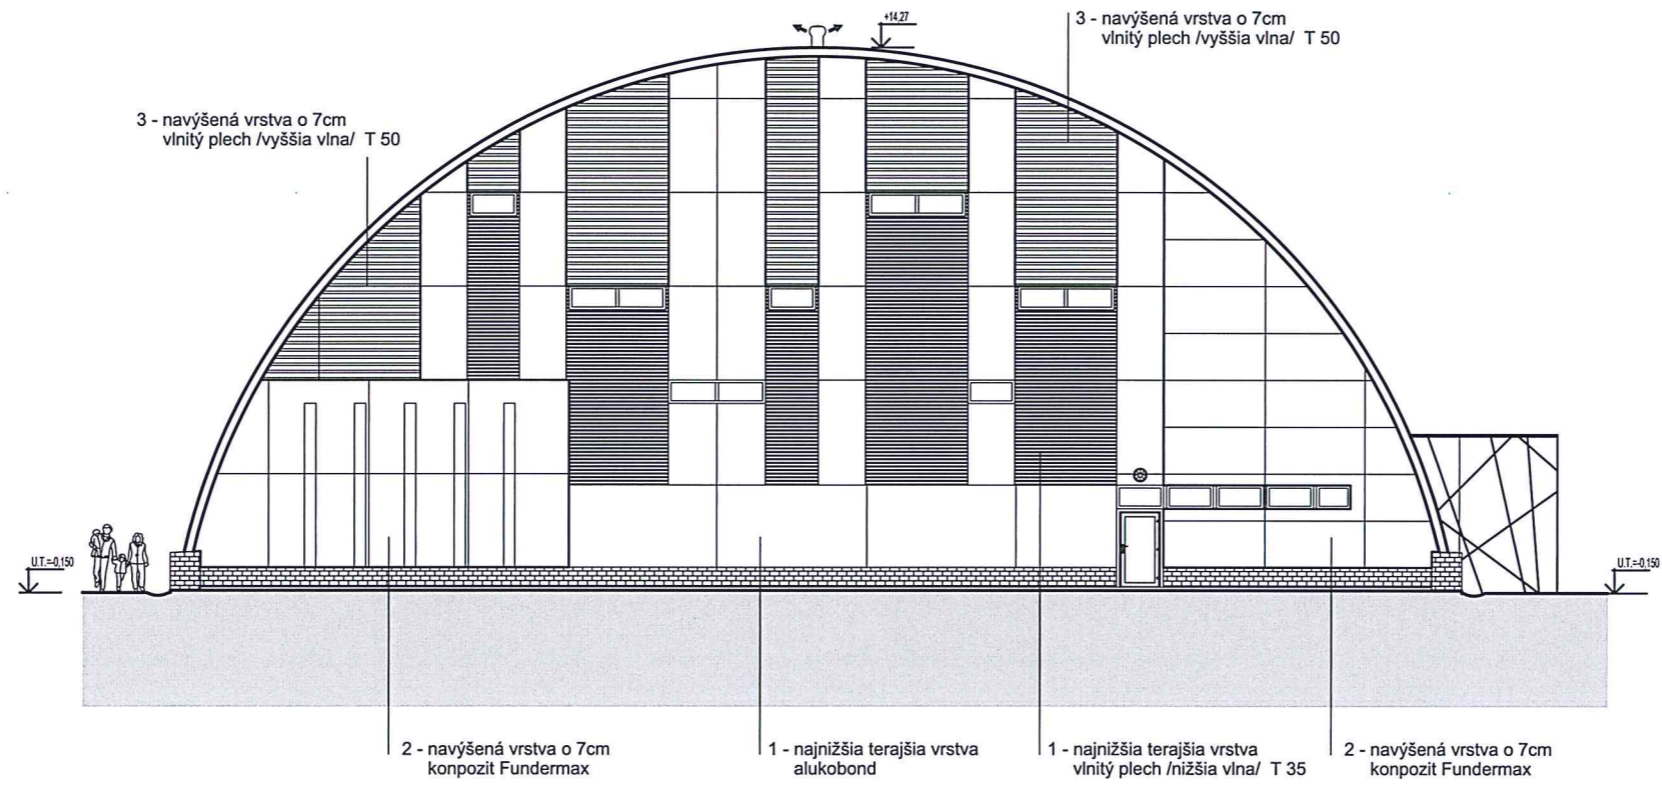 +14,27
3 - navýšená vrstva o 7cm
vlnitý plech /vyššia vlna/ T 50
3 - navýšená vrstva o 7cm
vlnitý plech /vyššia vlna/ T 50
U.T.=-0,150
U.T.=-0,150
2 - navýšená vrstva o 7cm
konpozit Fundermax
1 - najnižšia terajšia vrstva
alukobond
1 - najnižšia terajšia vrstva
vlnitý plech /nižšia vlna/ T 35
2 - navýšená vrstva o 7cm
konpozit Fundermax